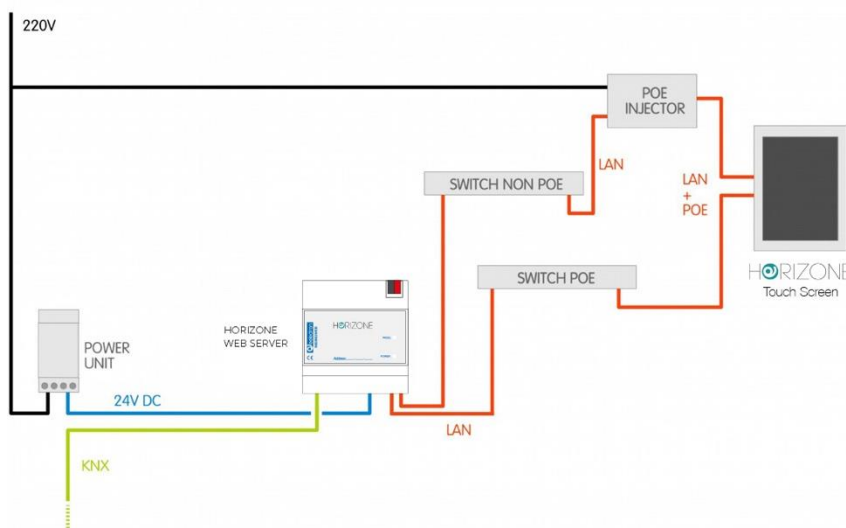 220V
POE
INJECTOR
LAN
SWITCH NON POE
LAN
+
POE
SWITCH POE
HORIZONE
Touch Screen
HORIZONE
WEB SERVER
HORIZONE
POWER
UNIT
24V DC
LAN
KNX